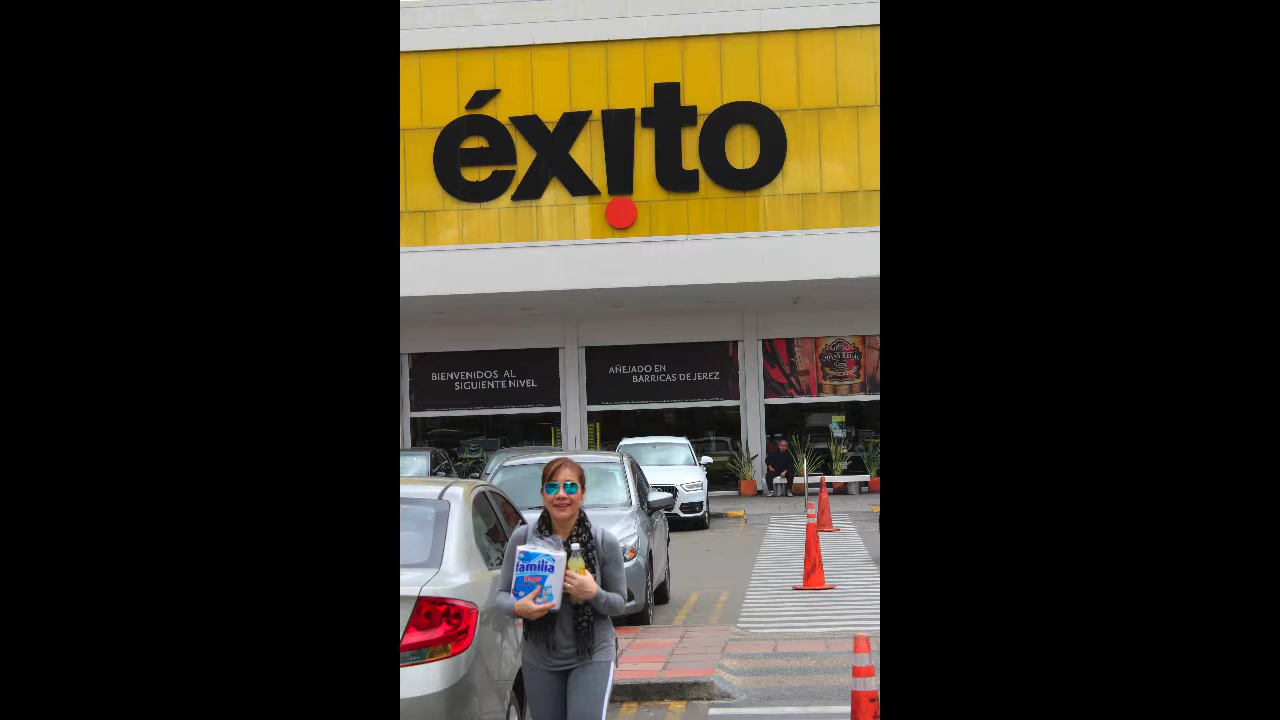 éxito
BIENVENIDOS AL
SIGUIENTE NIVEL
AÑEJADO EN
BARRICAS DE JEREZ
familia